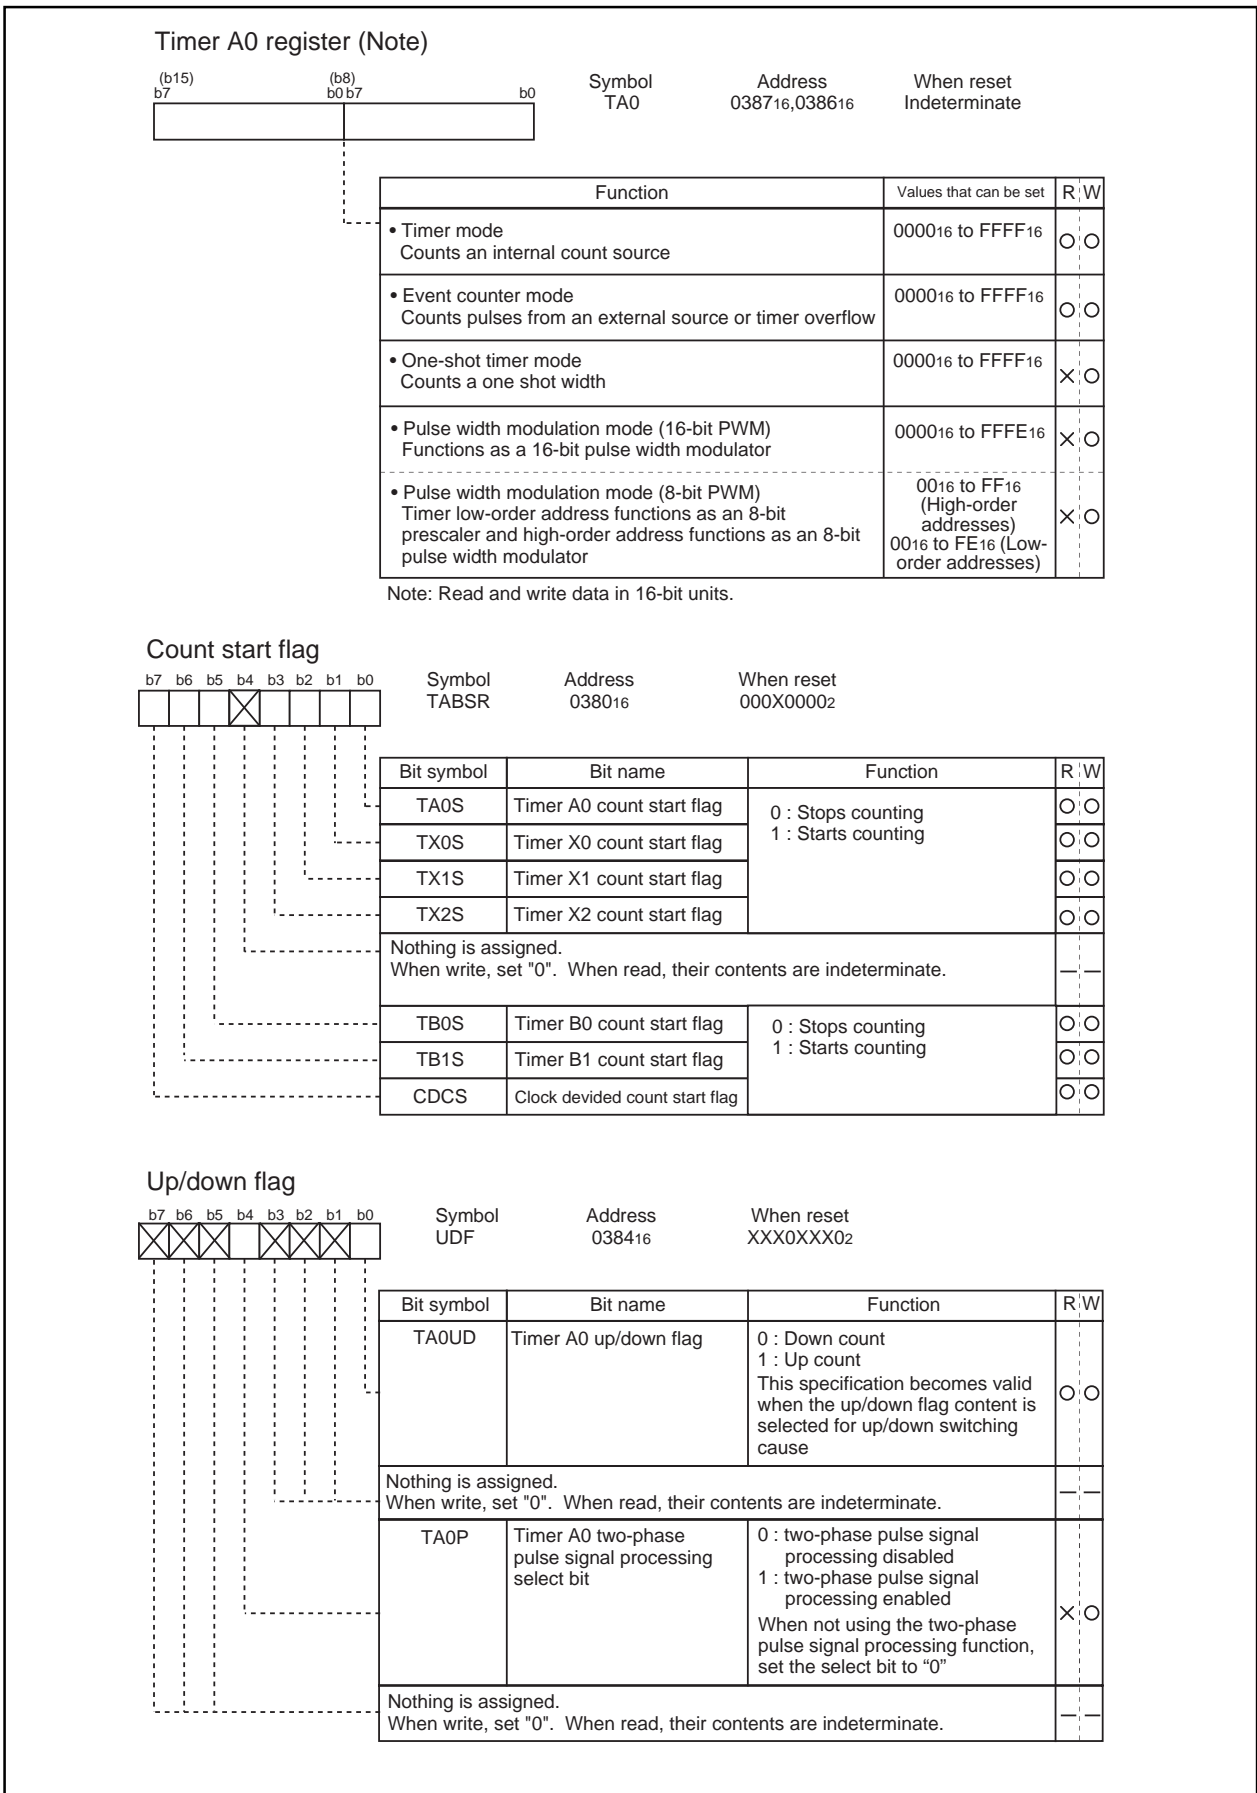 Timer A0 register (Note)
(b15) (b8)
b7 b0 b7 b0
Symbol Address When reset
TA0 038716,038616 Indeterminate
Function Values that can be set R W
• Timer mode 000016 to FFFF16
Counts an internal count source
• Event counter mode 000016 to FFFF16
Counts pulses from an external source or timer overflow
• One-shot timer mode 000016 to FFFF16
Counts a one shot width
• Pulse width modulation mode (16-bit PWM) 000016 to FFFE16
Functions as a 16-bit pulse width modulator
• Pulse width modulation mode (8-bit PWM)
Timer low-order address functions as an 8-bit
prescaler and high-order address functions as an 8-bit
pulse width modulator
0016 to FF16
(High-order
addresses)
0016 to FE16 (Low-
order addresses)
Note: Read and write data in 16-bit units.
Count start flag
b7 b6 b5 b4 b3 b2 b1 b0
Symbol Address When reset
TABSR 038016 000X00002
Bit symbol Bit name Function R W
TA0S Timer A0 count start flag
0 : Stops counting
1 : Starts counting
TX0S Timer X0 count start flag
TX1S Timer X1 count start flag
TX2S Timer X2 count start flag
Nothing is assigned.
When write, set "0". When read, their contents are indeterminate.
TB0S Timer B0 count start flag
0 : Stops counting
1 : Starts counting
TB1S Timer B1 count start flag
CDCS Clock devided count start flag
Up/down flag
b7 b6 b5 b4 b3 b2 b1 b0
Symbol Address When reset
UDF 038416 XXX0XXX02
Bit symbol Bit name Function R W
TA0UD Timer A0 up/down flag
0 : Down count
1 : Up count
This specification becomes valid
when the up/down flag content is
selected for up/down switching
cause
Nothing is assigned.
When write, set "0". When read, their contents are indeterminate.
TA0P
Timer A0 two-phase
pulse signal processing
select bit
0 : two-phase pulse signal
processing disabled
1 : two-phase pulse signal
processing enabled
When not using the two-phase
pulse signal processing function,
set the select bit to “0”
Nothing is assigned.
When write, set "0". When read, their contents are indeterminate.